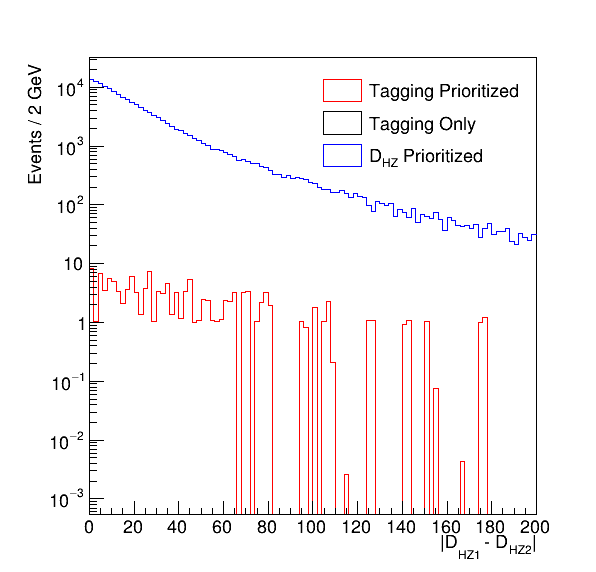 Events / 2 GeV
10^4
10^3
10^2
10
1
10^−1
10^−2
10^−3
Tagging Prioritized
Tagging Only
D_HZ Prioritized
0 20 40 60 80 100 120 140 160 180 200
|D_HZ1 - D_HZ2|